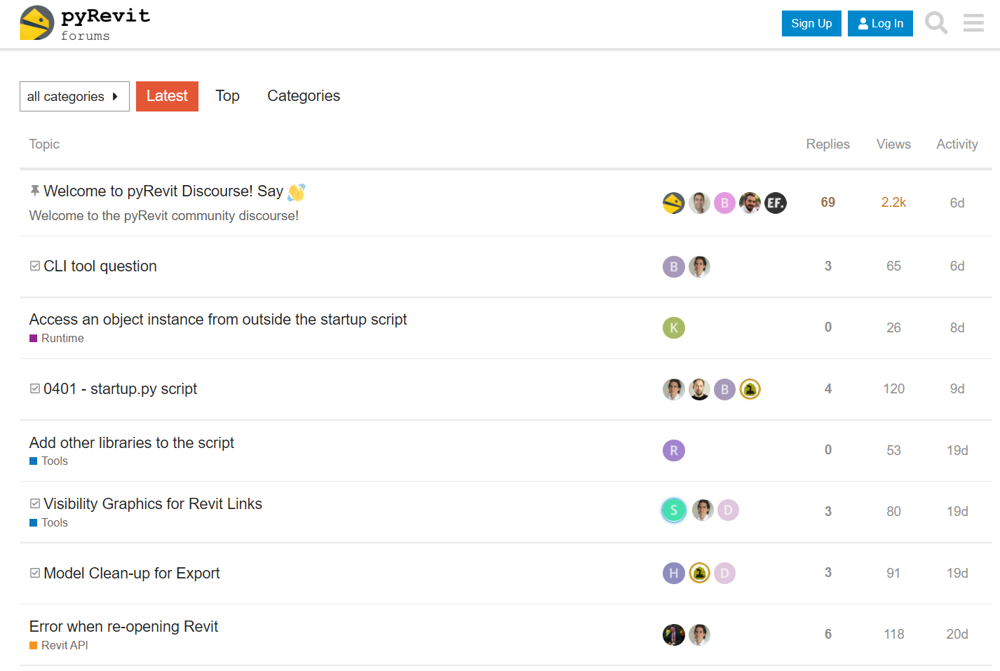 pyRevit
forums
Sign Up
Log In
all categories
Latest
Top
Categories
Topic
Replies
Views
Activity
Welcome to pyRevit Discourse! Say 👋
Welcome to the pyRevit community discourse!
B
EF.
69
2.2k
6d
CLI tool question
B
3
65
6d
Access an object instance from outside the startup script
Runtime
K
0
26
8d
0401 - startup.py script
B
4
120
9d
Add other libraries to the script
Tools
R
0
53
19d
Visibility Graphics for Revit Links
Tools
S
D
3
80
19d
Model Clean-up for Export
H
D
3
91
19d
Error when re-opening Revit
Revit API
6
118
20d